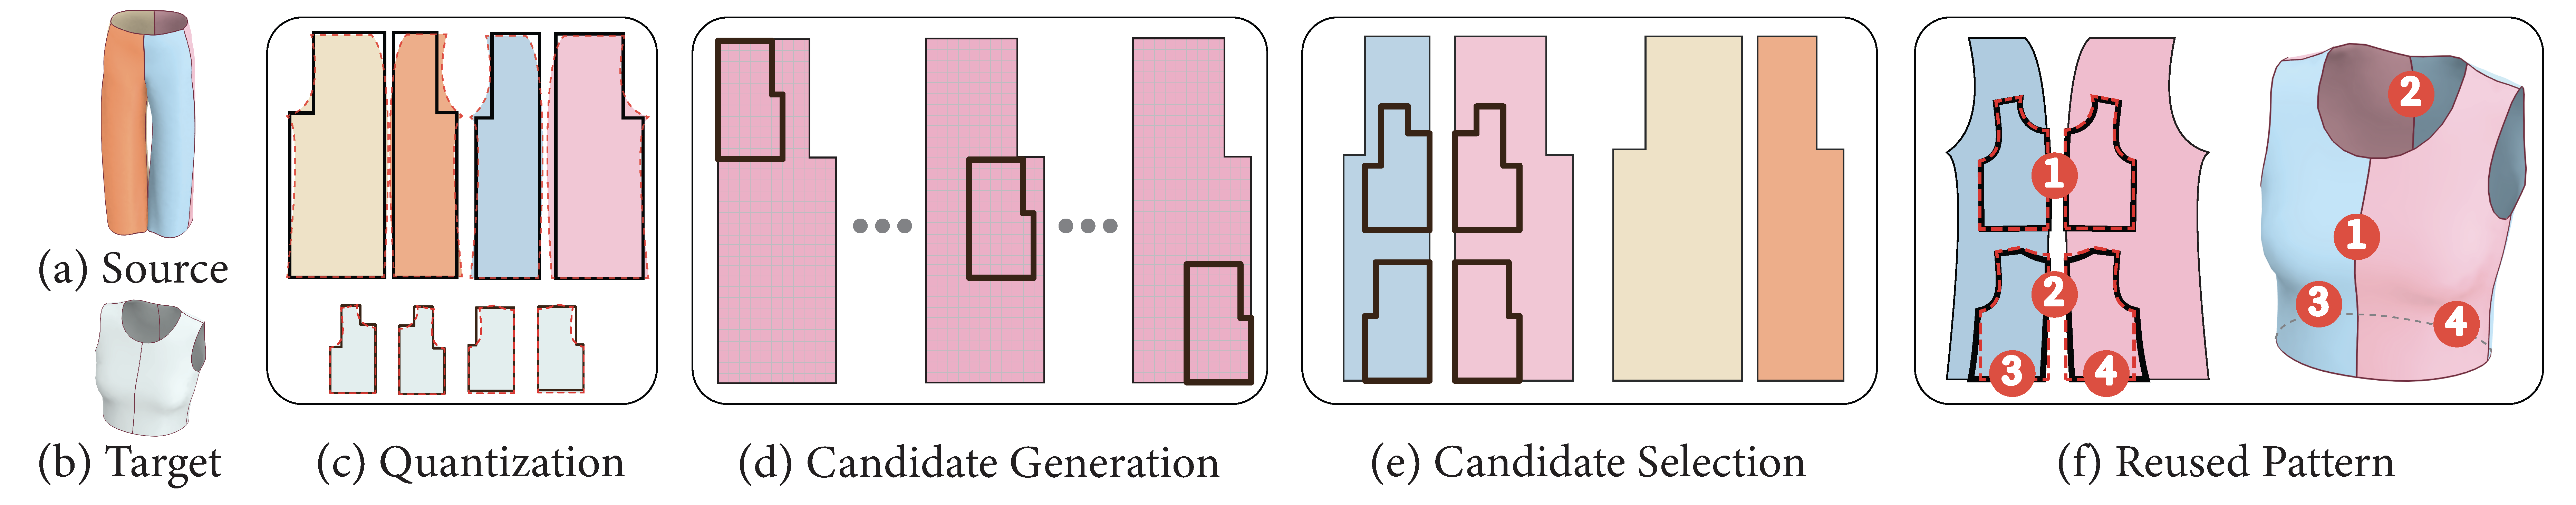 (a) Source
(b) Target
(c) Quantization
(d) Candidate Generation
(e) Candidate Selection
1
2
3
4
2
1
3
4
(f) Reused Pattern